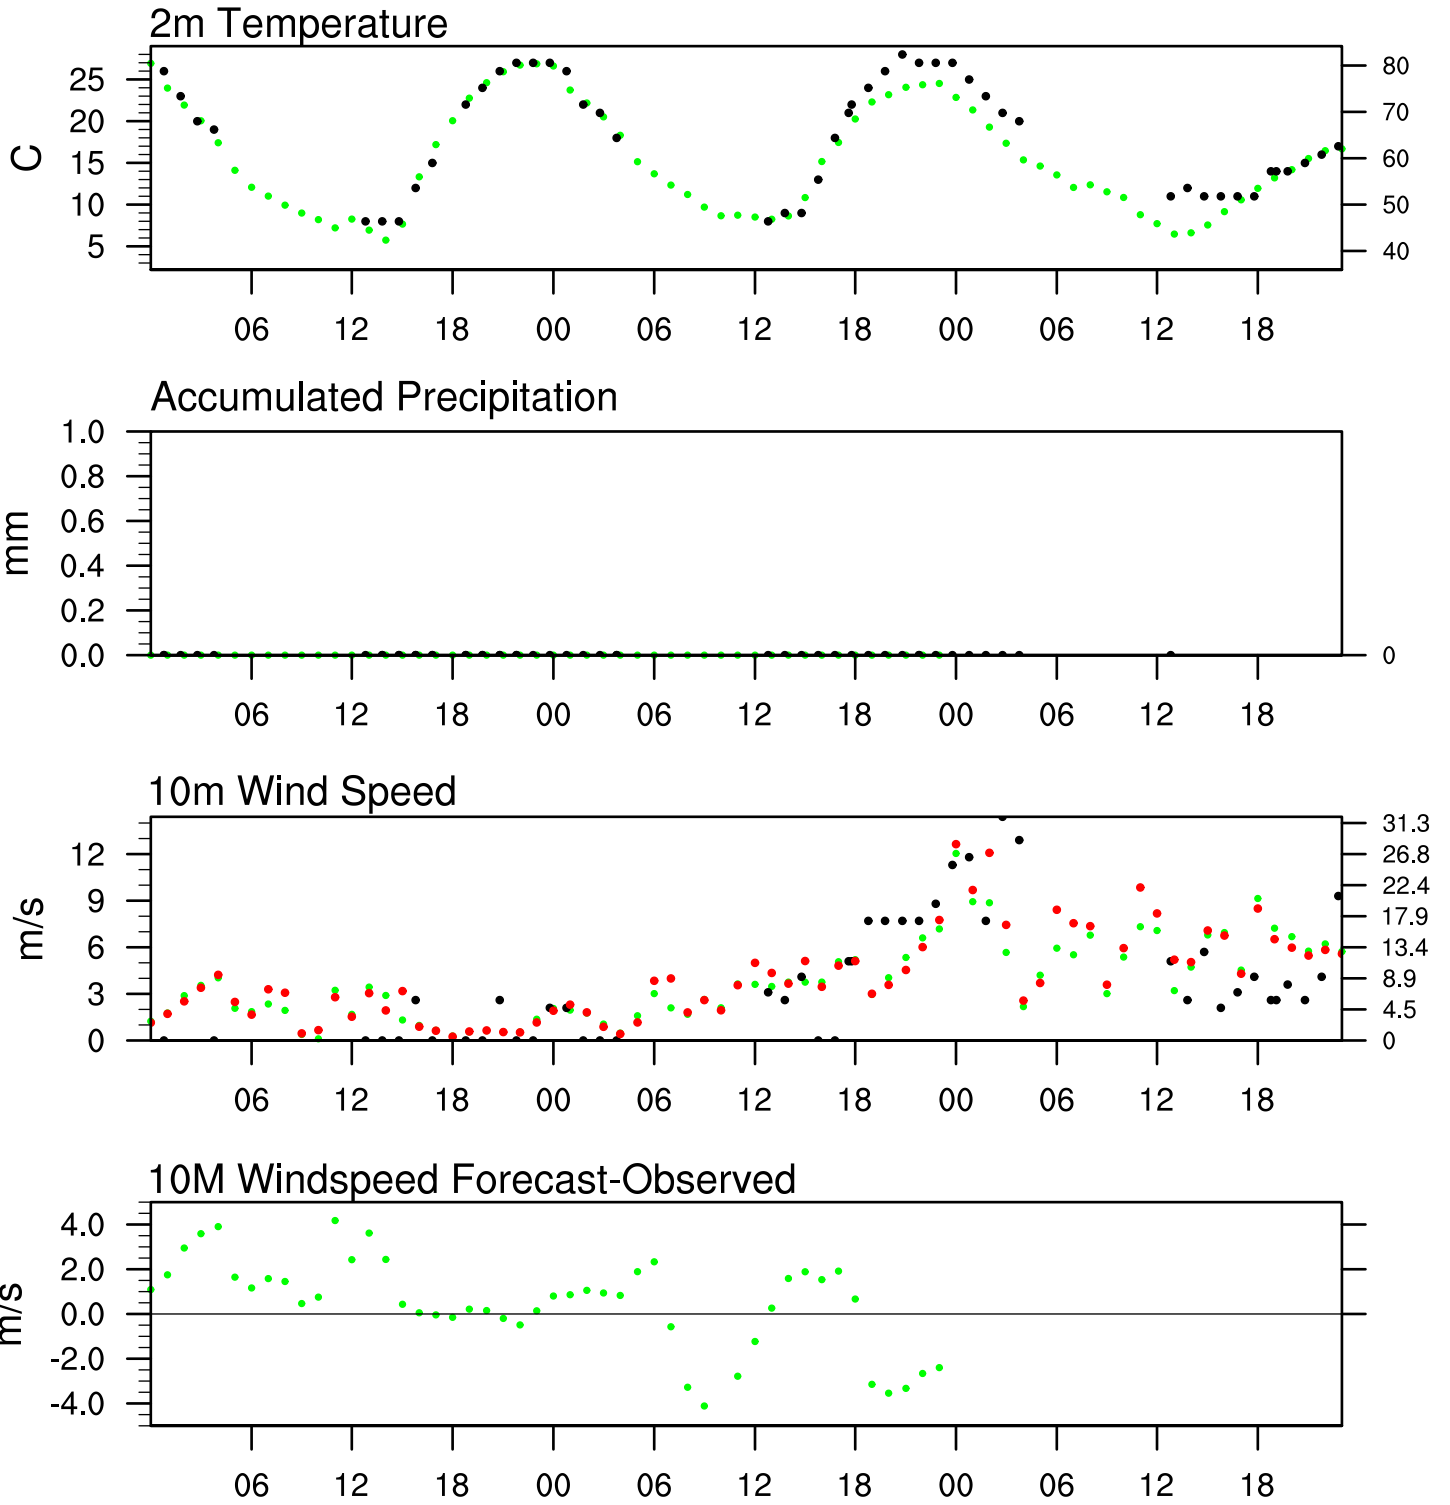 2m Temperature
C
25
20
15
10
5
80
70
60
50
40
06 12 18 00 06 12 18 00 06 12 18
Accumulated Precipitation
mm
1.0
0.8
0.6
0.4
0.2
0.0
0
06 12 18 00 06 12 18 00 06 12 18
10m Wind Speed
m/s
12
9
6
3
0
31.3
26.8
22.4
17.9
13.4
8.9
4.5
0
06 12 18 00 06 12 18 00 06 12 18
10M Windspeed Forecast-Observed
m/s
4.0
2.0
0.0
-2.0
-4.0
06 12 18 00 06 12 18 00 06 12 18